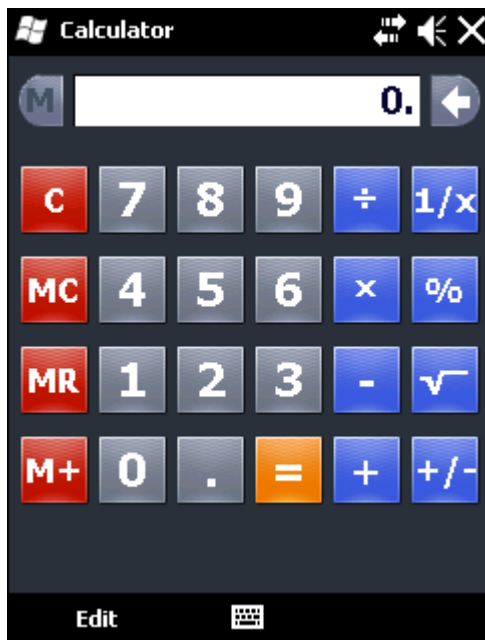 Calculator
M 0.
C 7 8 9 ÷ 1/x
MC 4 5 6 × %
MR 1 2 3 - √
M+ 0 . = + +/-
Edit